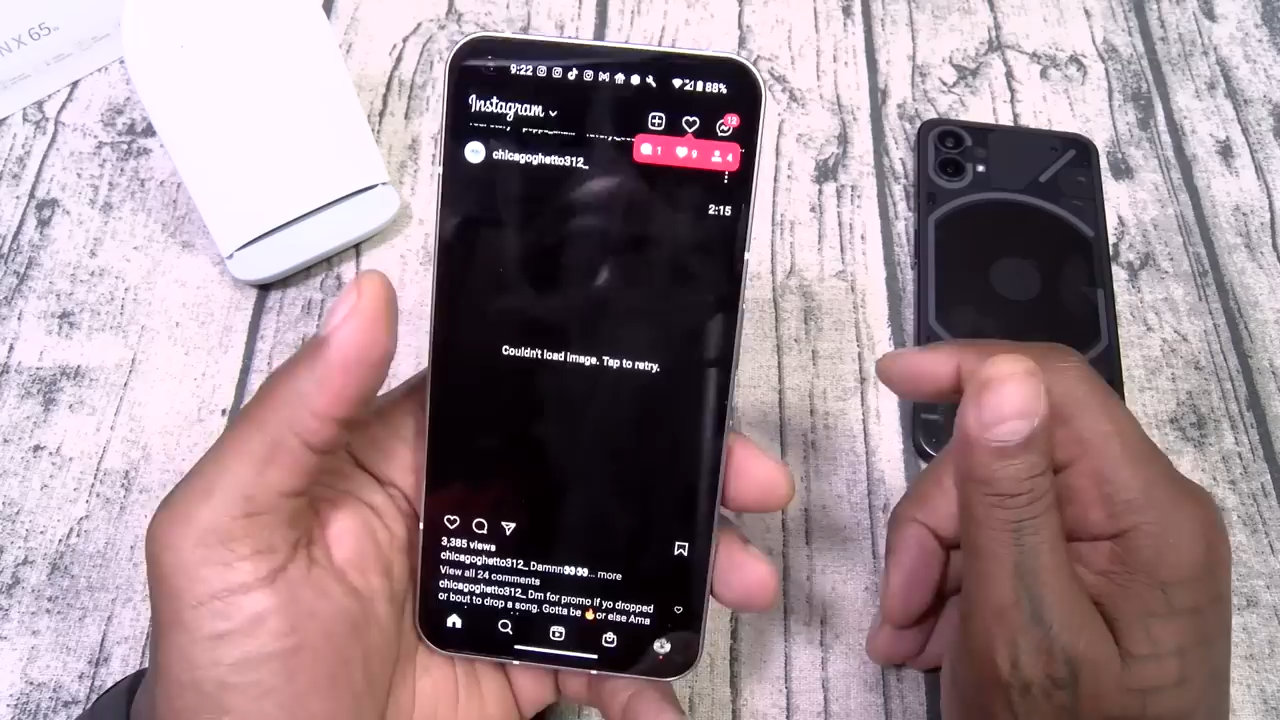 N X 65
9:22 88%
Instagram
12
1 9 4
chicagoghetto312_
2:15
Couldn't load image. Tap to retry.
3,385 views
chicagoghetto312_ Damnn👀👀... more
View all 24 comments
chicagoghetto312_ Dm for promo if yo dropped
or bout to drop a song. Gotta be 🔥or else Ama